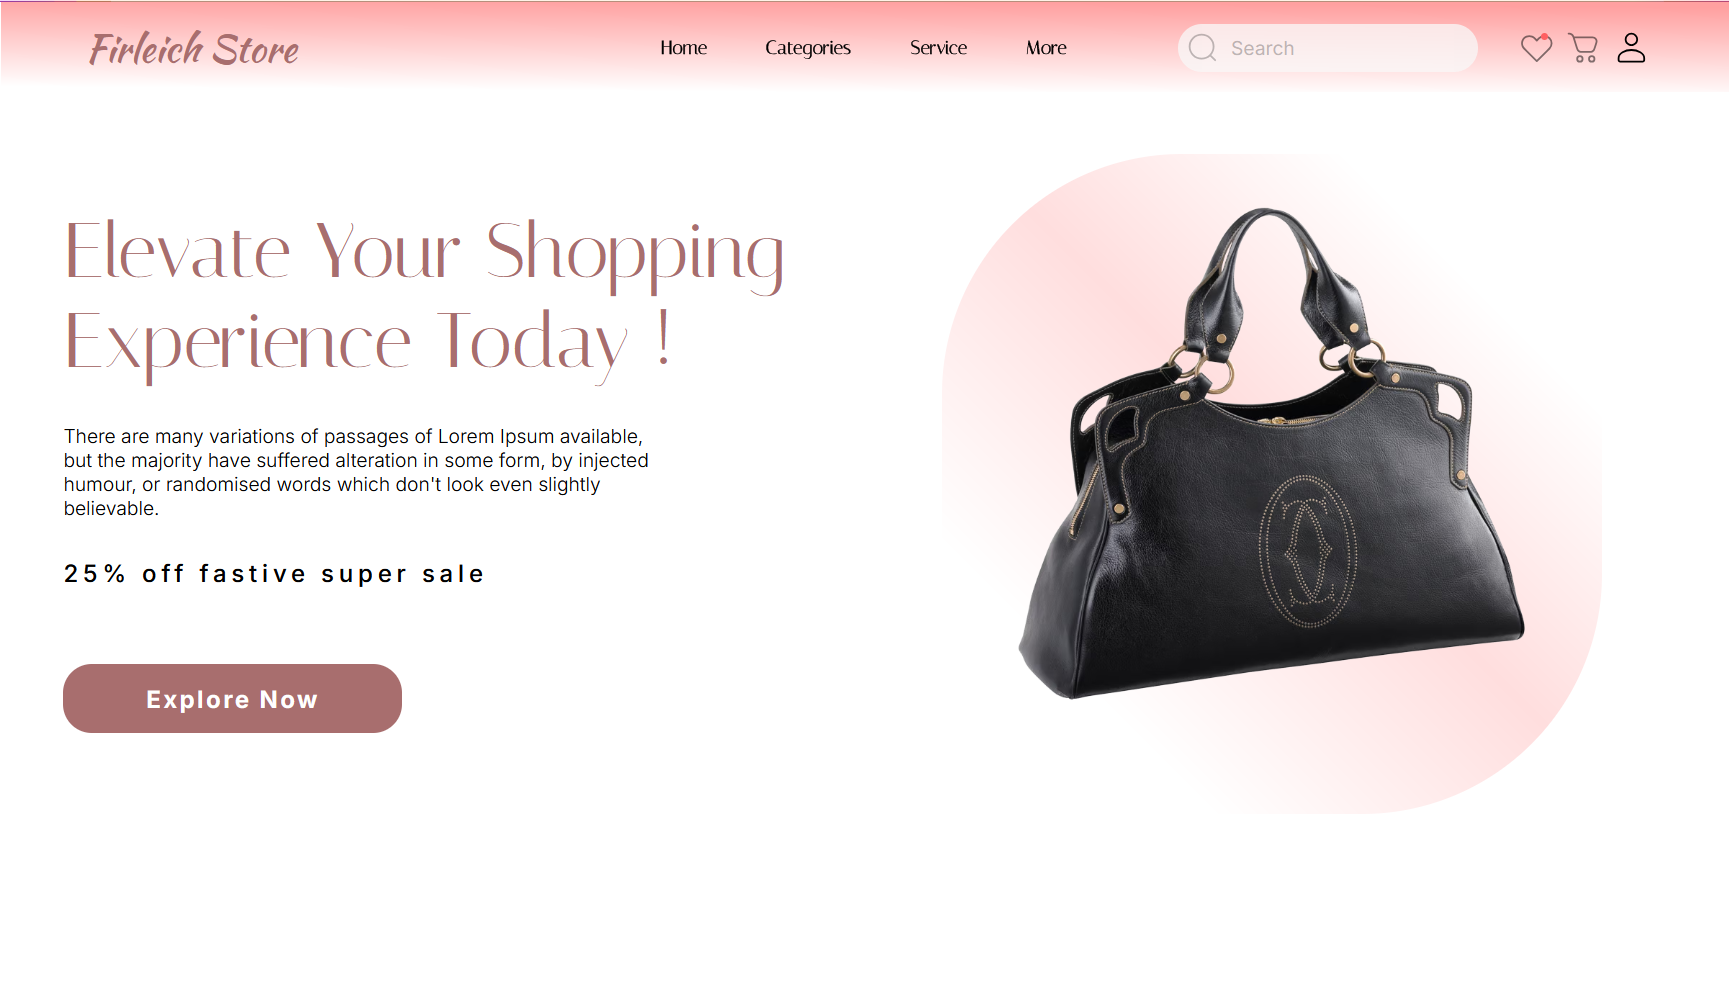 Firleich Store
Home
Categories
Service
More
Search
Elevate Your Shopping
Experience Today !
There are many variations of passages of Lorem Ipsum available,
but the majority have suffered alteration in some form, by injected
humour, or randomised words which don't look even slightly
believable.
25% off fastive super sale
Explore Now